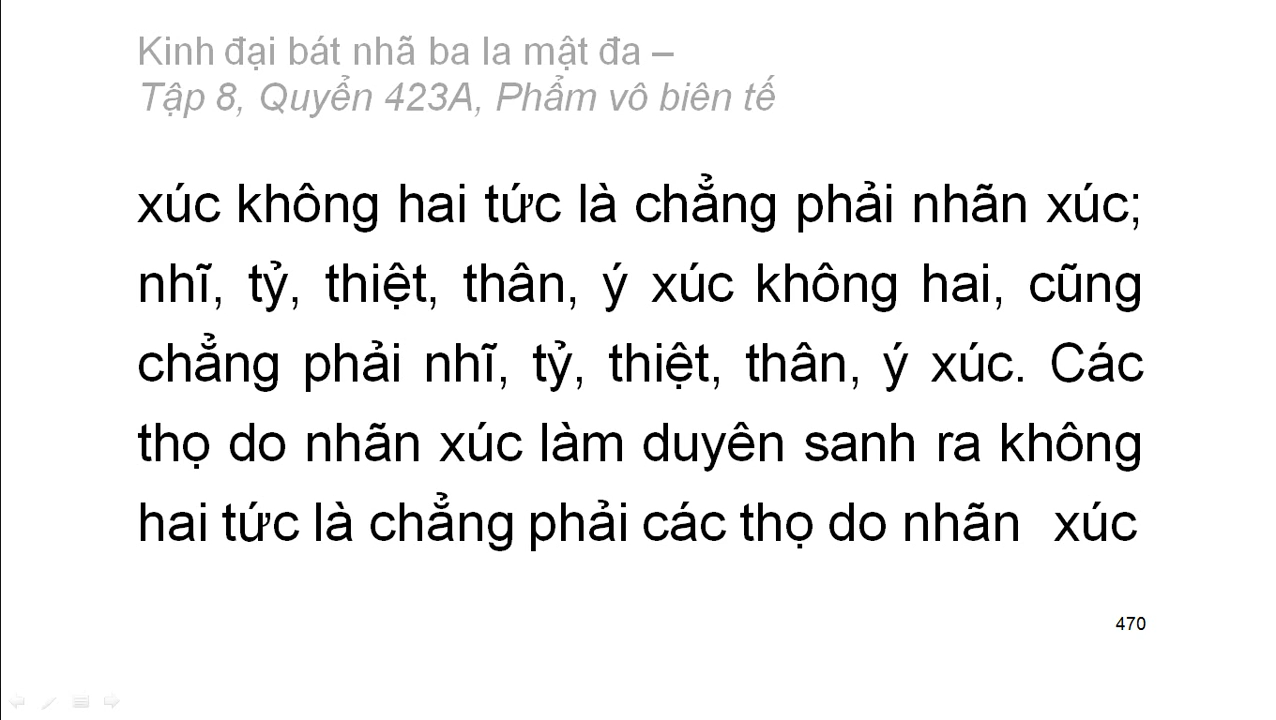 Kinh đại bát nhã ba la mật đa –
Tập 8, Quyển 423A, Phẩm vô biên tế
xúc không hai tức là chẳng phải nhãn xúc;
nhĩ, tỷ, thiệt, thân, ý xúc không hai, cũng
chẳng phải nhĩ, tỷ, thiệt, thân, ý xúc. Các
thọ do nhãn xúc làm duyên sanh ra không
hai tức là chẳng phải các thọ do nhãn xúc
470